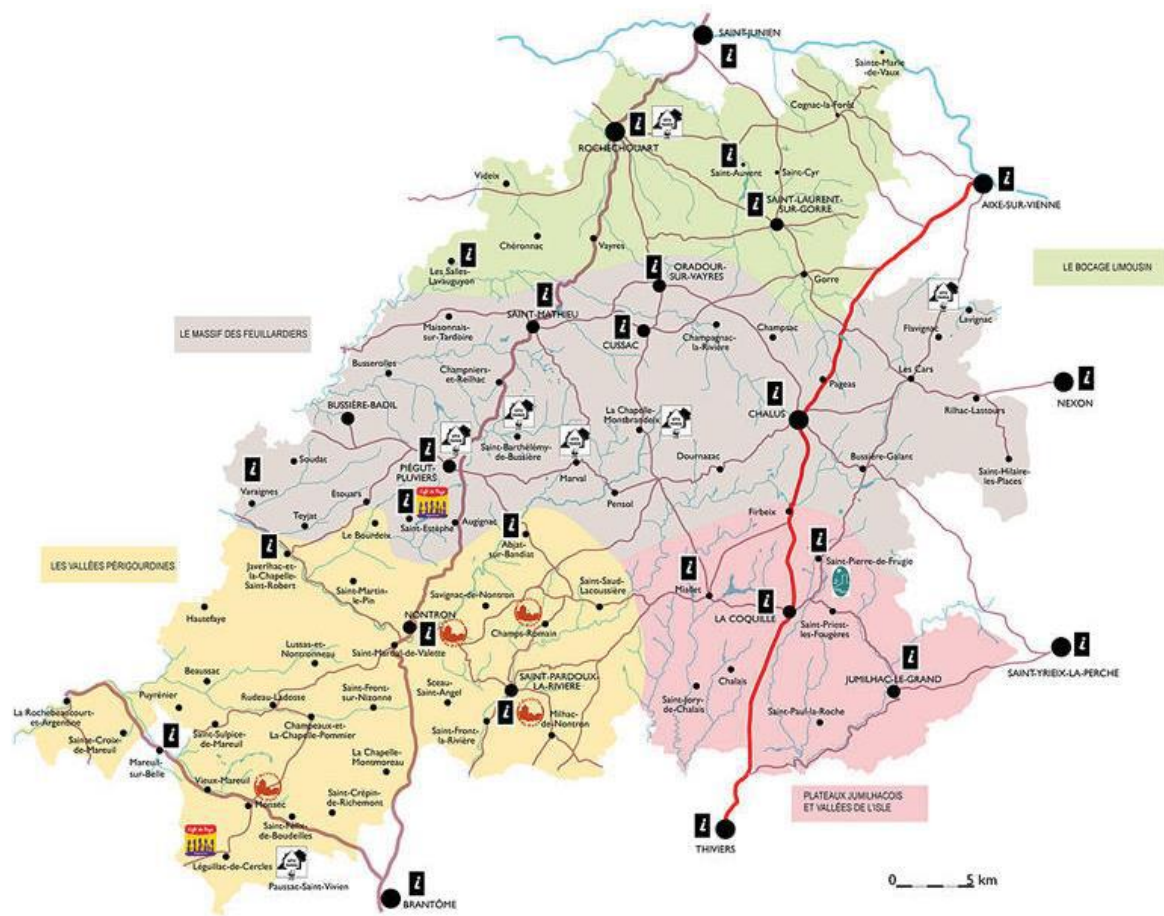 SAINT-JUNIEN
i
Sainte-Marie
-de-Vaux
Cognac-la-Forêt
i
ROCHECHOUART
i
Saint-Auvent
Saint-Cyr
Videix
i
SAINT-LAURENT
-SUR-GORRE
i
AIXE-SUR-VIENNE
Chéronnac
Vayres
i
Les Salles-
Lavauguyon
i
ORADOUR-
SUR-VAYRES
Gorre
LE BOCAGE LIMOUSIN
i
SAINT-MATHIEU
LE MASSIF DES FEUILLARDIERS
Maisonnais
-sur-Tardoire
i
CUSSAC
Champagnac
-la-Rivière
Champsac
Flavignac
Lavignac
Busserolles
Champniers-
et-Reilhac
Pageas
Les Cars
i
NEXON
BUSSIÈRE-BADIL
La Chapelle-
Montbrandeix
i
CHALUS
Rilhac-Lastours
i
PIÉGUT-
PLUVIERS
Saint-Barthélémy-
de-Bussière
Soudat
i
Varaignes
Marval
Dournazac
Bussière-Galant
Saint-Hilaire-
les-Places
Etouars
Teyjat
Pensol
i
Saint-Estèphe
Augignac
Le Bourdeix
Firbeix
LES VALLÉES PÉRIGOURDINES
i
Javerlhac-et-
la-Chapelle-
Saint-Robert
i
Abjat-
sur-Bandiat
i
Saint-Pierre-de-Frugie
Saint-Martin-
le-Pin
Savignac-de-Nontron
Saint-Saud-
Lacoussière
i
Miallet
i
LA COQUILLE
Saint-Priest-
les-Fougères
Hautefaye
NONTRON
i
Champs-Romain
Saint-Martial-de-Valette
Lussas-et-
Nontronneau
i
SAINT-YRIEIX-LA-PERCHE
Beaussac
Sceau-
Saint-Angel
SAINT-PARDOUX-
LA-RIVIERE
i
Chalais
i
JUMILHAC-LE-GRAND
Puyrénier
Rudeau-Ladosse
Saint-Front-
sur-Nizonne
Saint-Jory-
de-Chalais
La Rochebeaucourt-
et-Argentine
Saint-Paul-la-Roche
Milhac-
de-Nontron
Sainte-Croix-
de-Mareuil
Saint-Sulpice-
de-Mareuil
Champeaux-et-
La-Chapelle-Pommier
Saint-Front-
la-Rivière
i
Mareuil-
sur-Belle
La Chapelle-
Montmoreau
Vieux-Mareuil
Monsec
Saint-Crépin-
de-Richemont
PLATEAUX JUMILHACOIS
ET VALLÉES DE L'ISLE
Saint-Félix-
de-Boudeilles
i
THIVIERS
Léguillac-de-Cercles
Paussac-Saint-Vivien
i
BRANTÔME
0 5 km